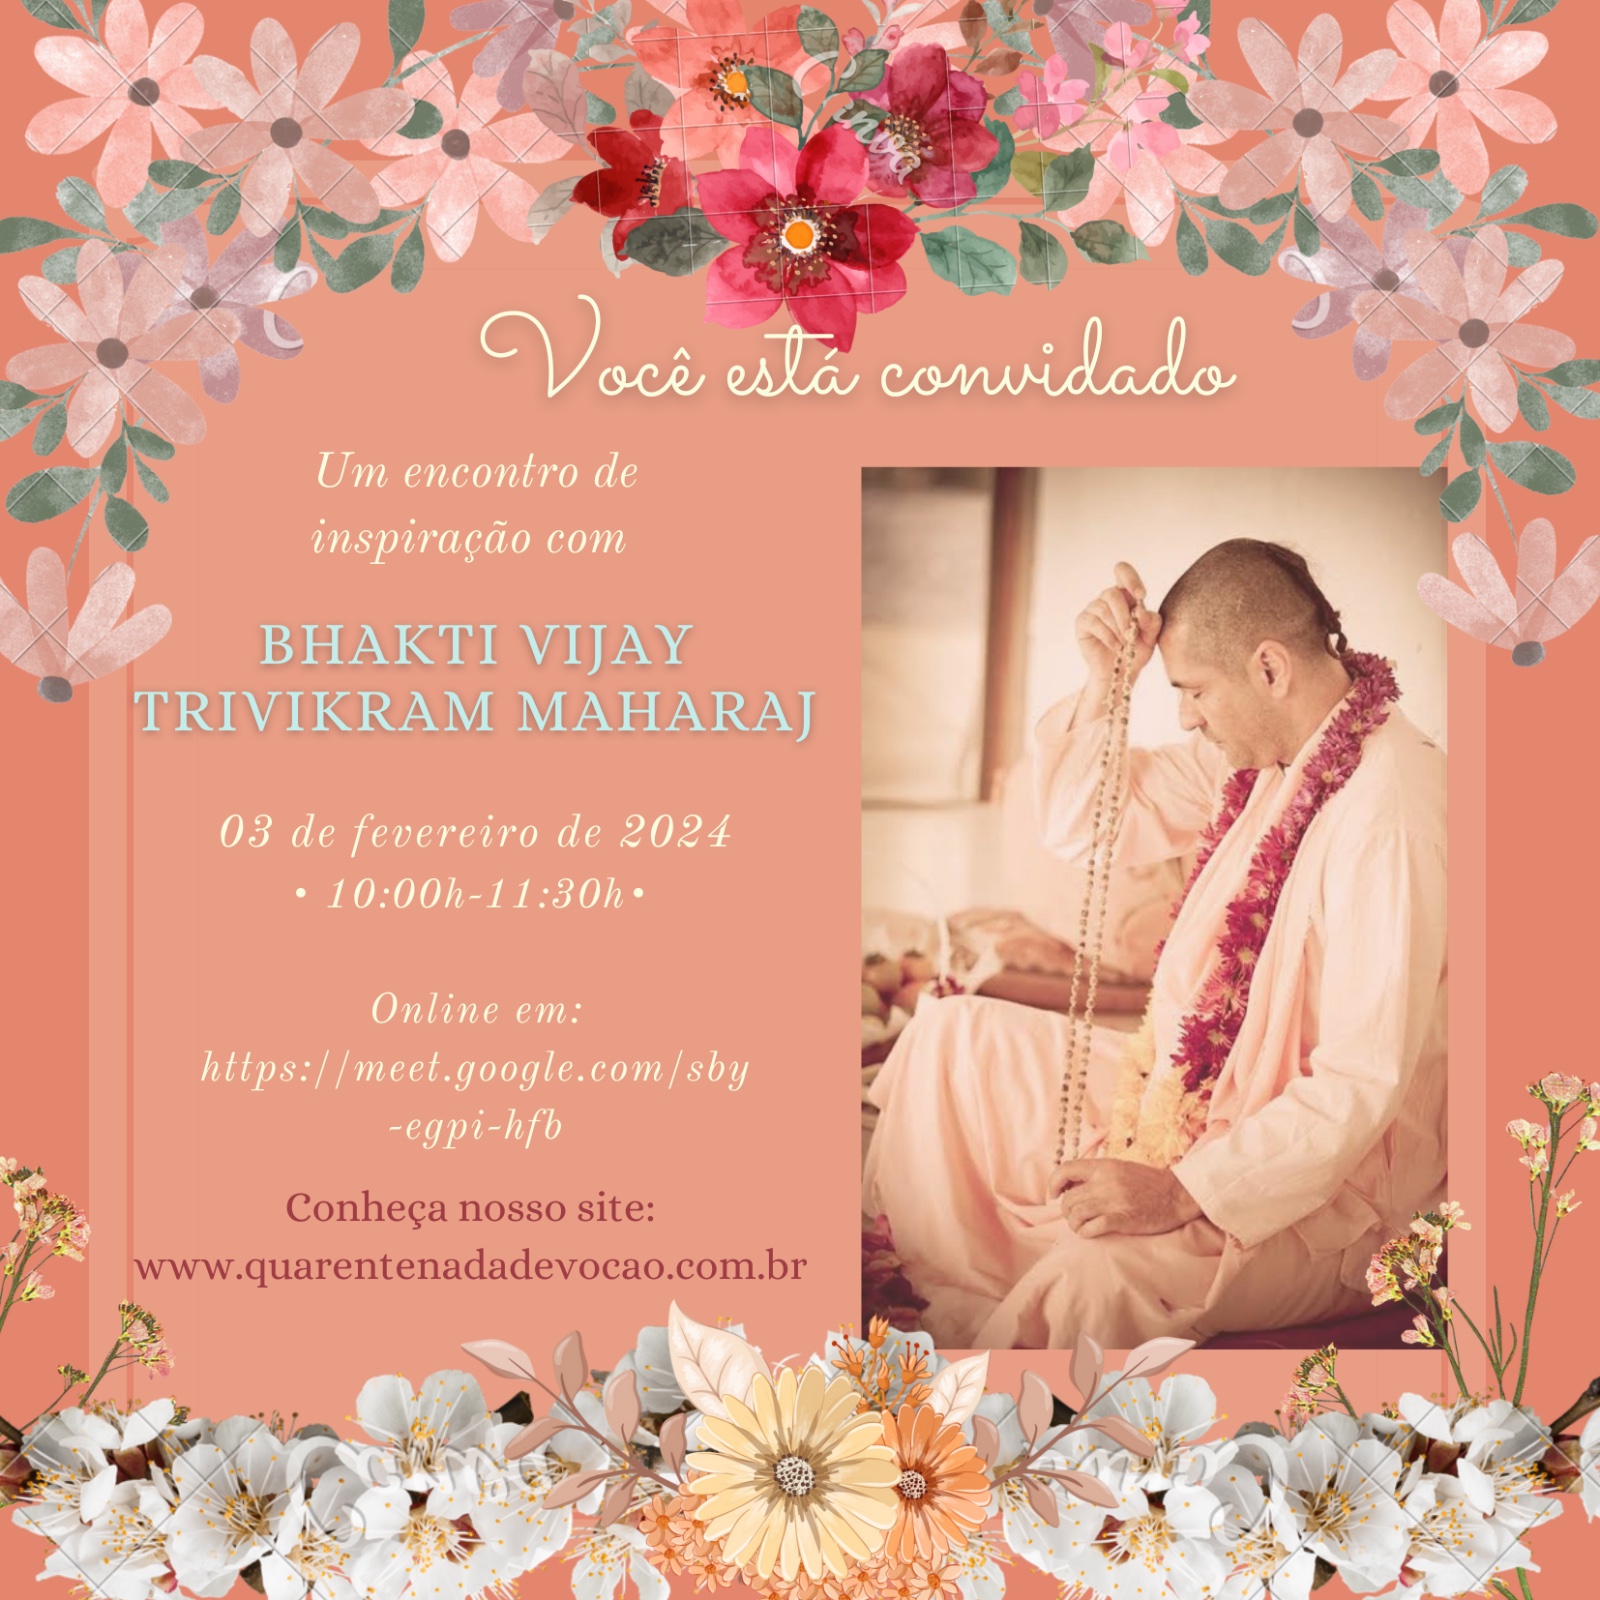 Você está convidado
Um encontro de
inspiração com
BHAKTI VIJAY
TRIVIKRAM MAHARAJ
03 de fevereiro de 2024
• 10:00h-11:30h•
Online em:
https://meet.google.com/sby
-egpi-hfb
Conheça nosso site:
www.quarentenadadevocao.com.br